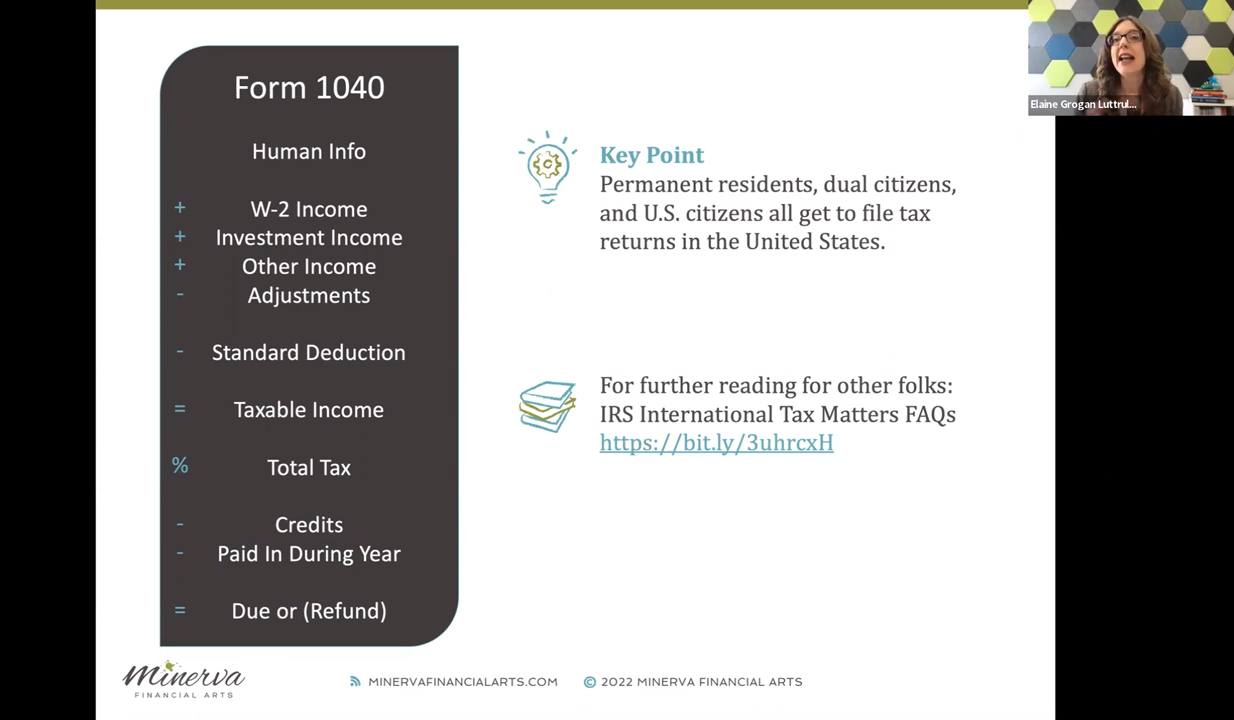 Form 1040
Human Info
+ W-2 Income
+ Investment Income
+ Other Income
- Adjustments
- Standard Deduction
= Taxable Income
% Total Tax
- Credits
- Paid In During Year
= Due or (Refund)
Key Point
Permanent residents, dual citizens,
and U.S. citizens all get to file tax
returns in the United States.
For further reading for other folks:
IRS International Tax Matters FAQs
https://bit.ly/3uhrcxH
Elaine Grogan Luttrul...
Minerva
FINANCIAL ARTS
MINERVAFINANCIALARTS.COM
© 2022 MINERVA FINANCIAL ARTS